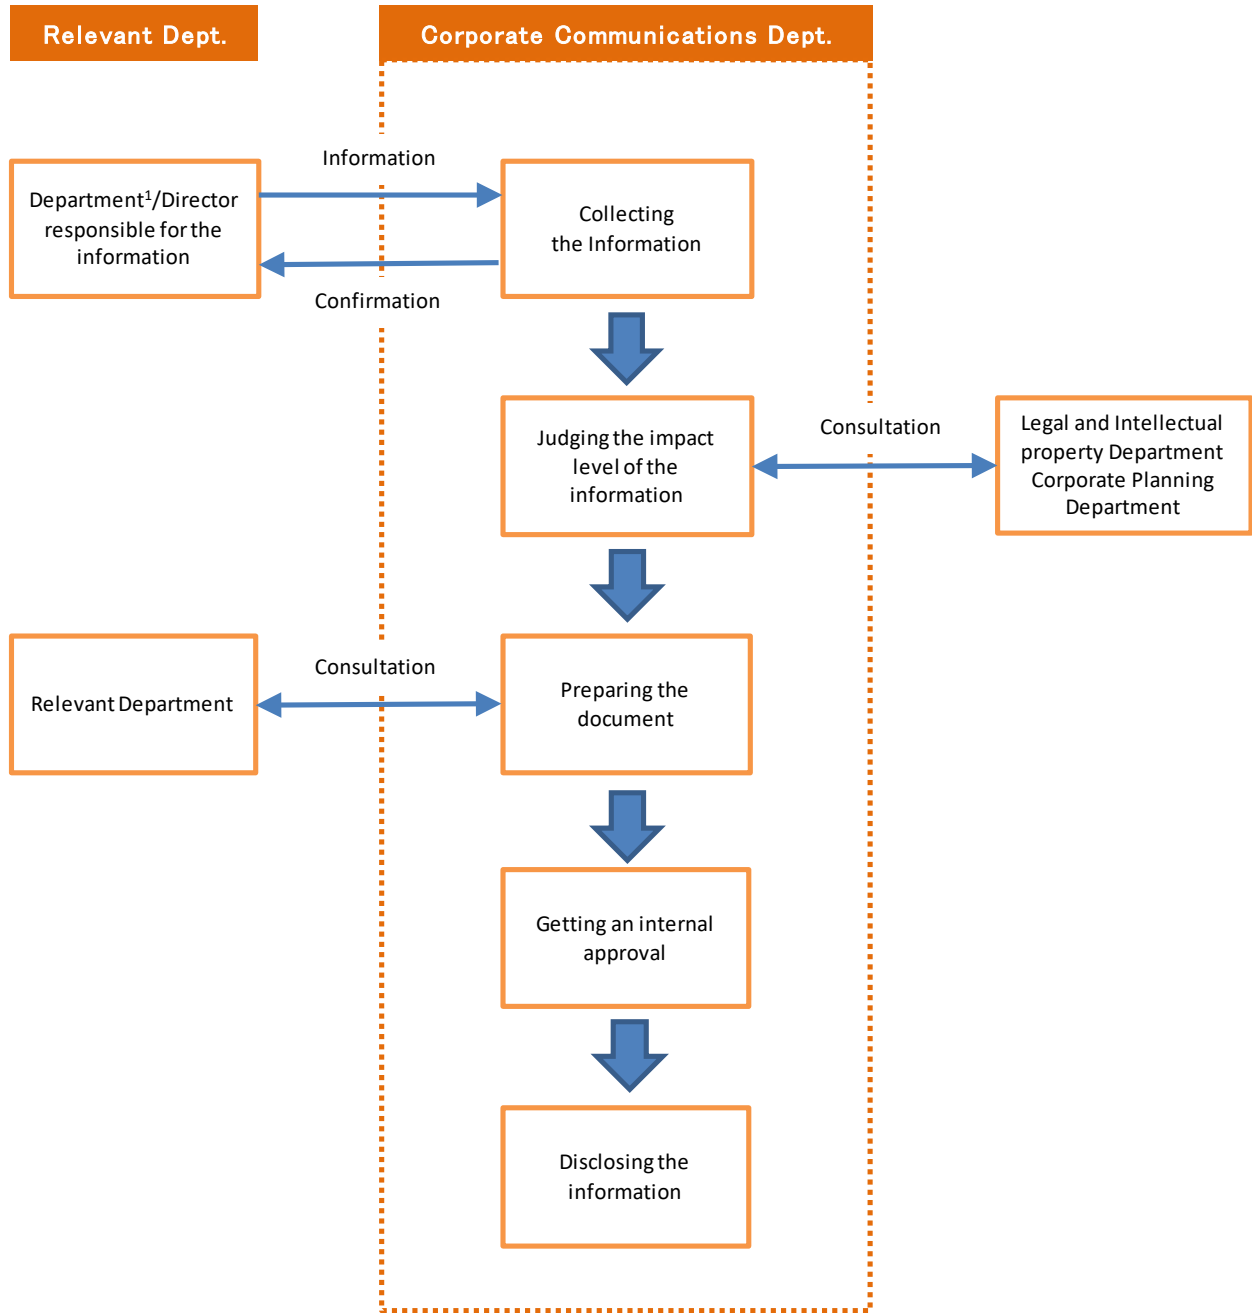 Relevant Dept.
Corporate Communications Dept.
Information
Department¹/Director
responsible for the
information
Collecting
the Information
Confirmation
Judging the impact
level of the
information
Consultation
Legal and Intellectual
property Department
Corporate Planning
Department
Relevant Department
Consultation
Preparing the
document
Getting an internal
approval
Disclosing the
information